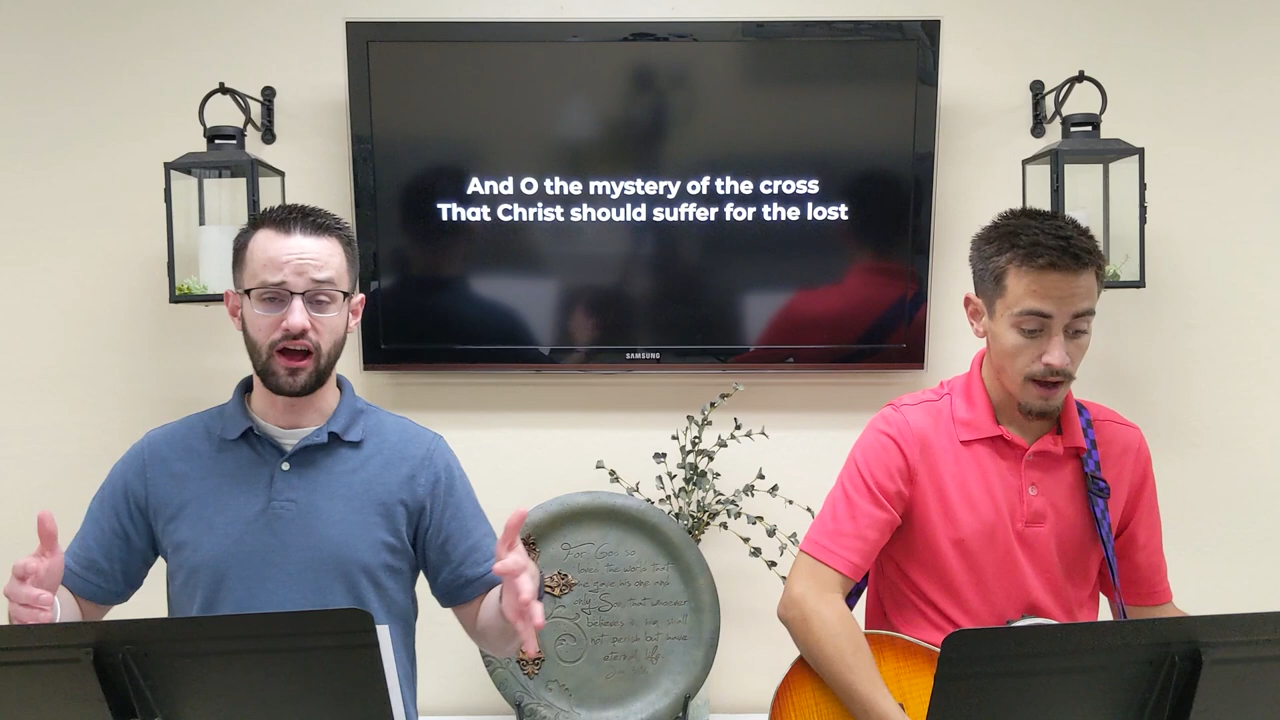 And O the mystery of the cross
That Christ should suffer for the lost
SAMSUNG
For God so
loved the world that
he gave his one and
only Son, that whoever
believes in him shall
not perish but have
eternal life.